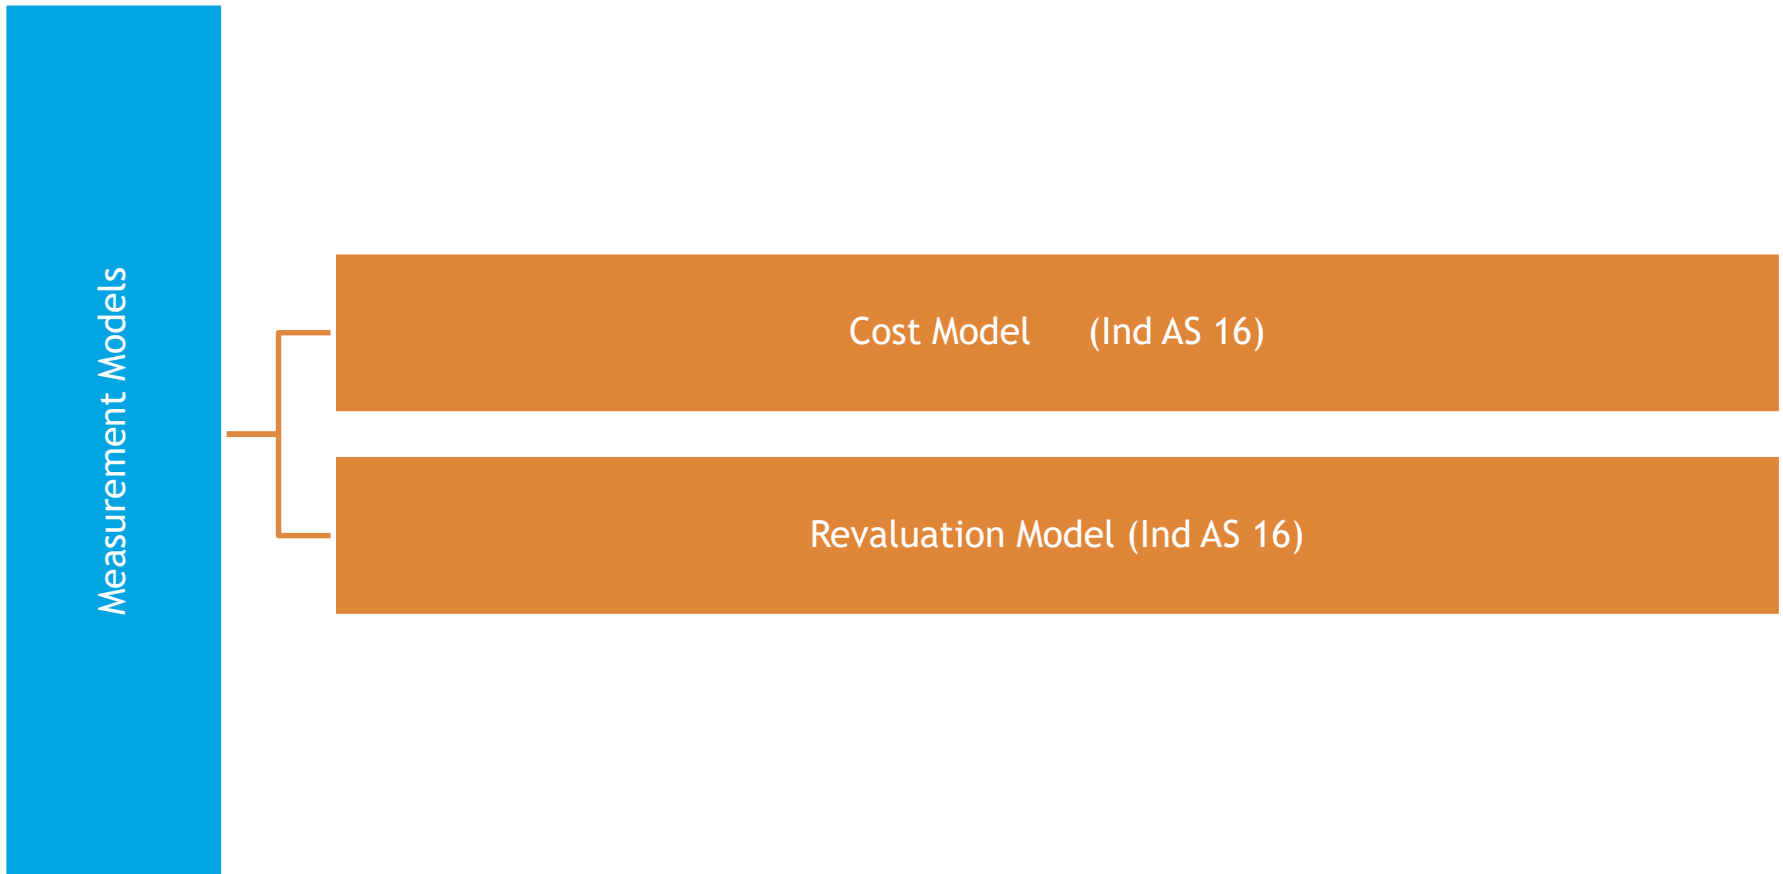 Measurement Models
Cost Model (Ind AS 16)
Revaluation Model (Ind AS 16)